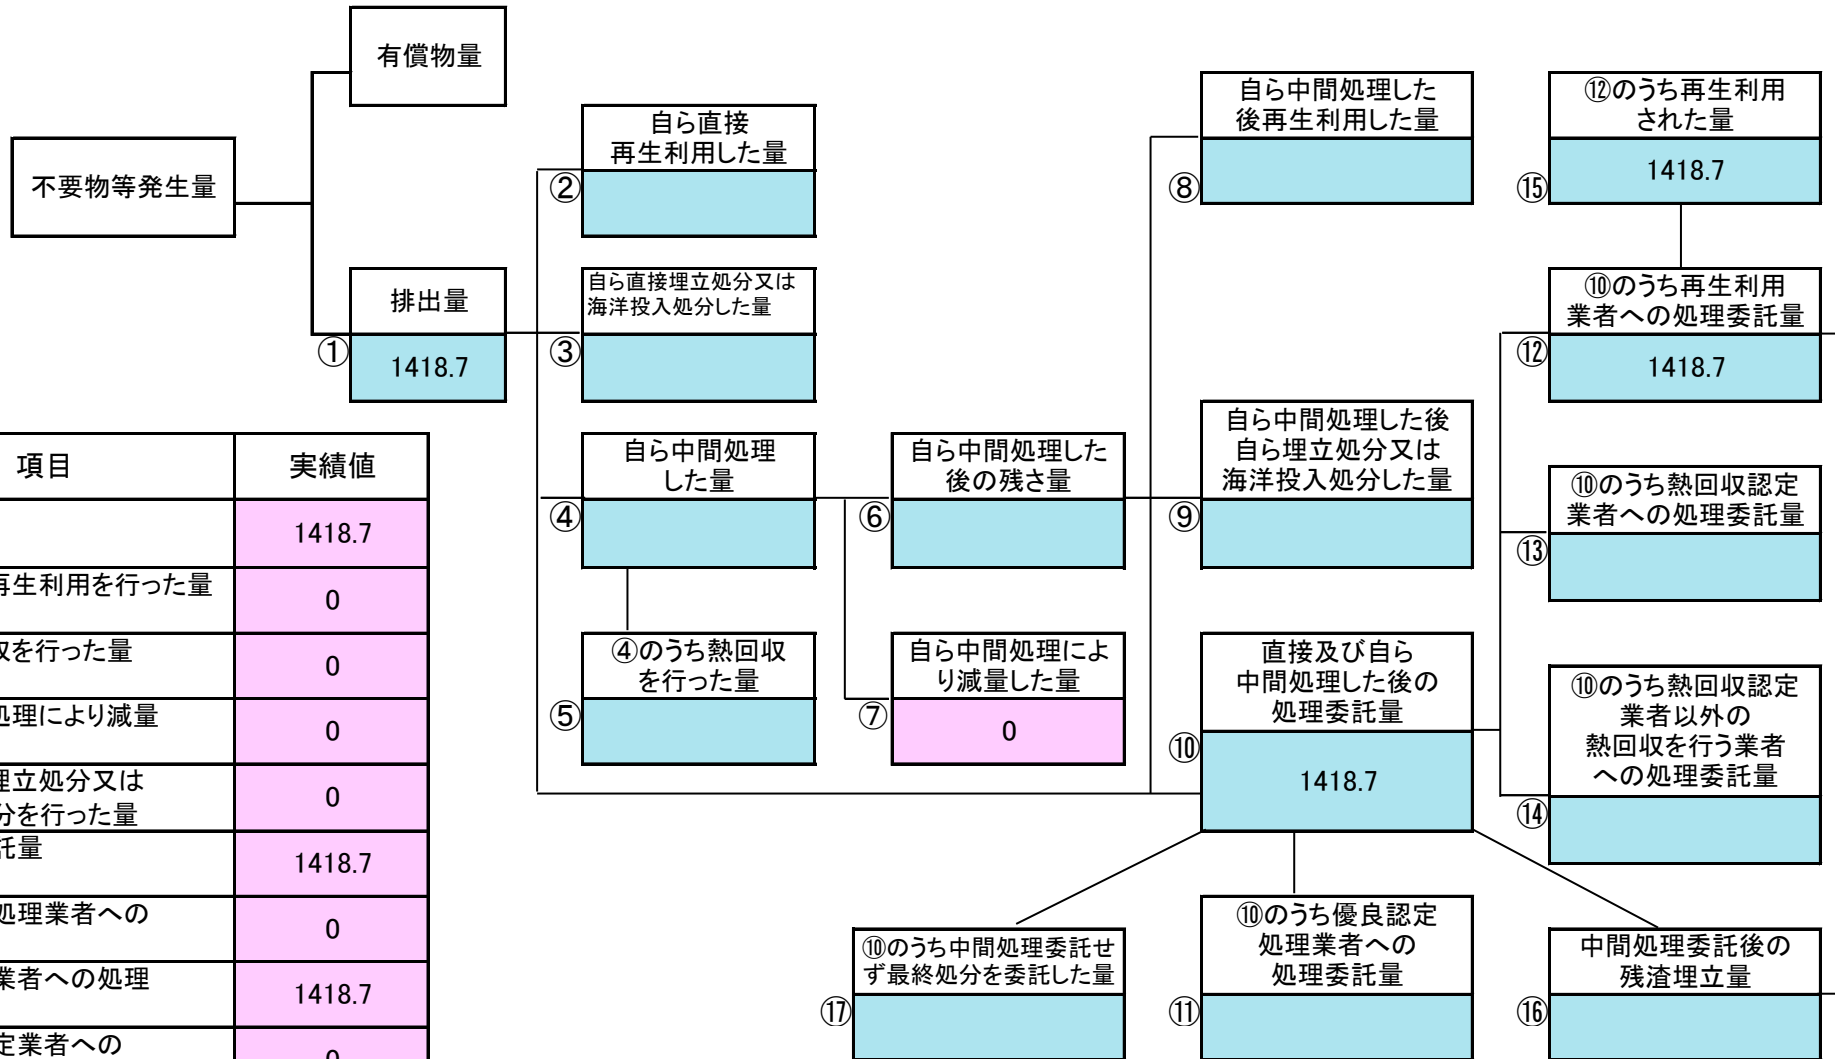 有償物量
不要物等発生量
排出量
①
1418.7
自ら直接
再生利用した量
②
自ら直接埋立処分又は
海洋投入処分した量
③
自ら中間処理
した量
④
④のうち熱回収
を行った量
⑤
自ら中間処理した
後の残さ量
⑥
自ら中間処理によ
り減量した量
⑦
0
自ら中間処理した
後再生利用した量
⑧
自ら中間処理した後
自ら埋立処分又は
海洋投入処分した量
⑨
直接及び自ら
中間処理した後の
処理委託量
⑩
1418.7
⑫のうち再生利用
された量
⑮
1418.7
⑩のうち再生利用
業者への処理委託量
⑫
1418.7
⑩のうち熱回収認定
業者への処理委託量
⑬
⑩のうち熱回収認定
業者以外の
熱回収を行う業者
への処理委託量
⑭
⑩のうち中間処理委託せ
ず最終処分を委託した量
⑰
⑩のうち優良認定
処理業者への
処理委託量
⑪
中間処理委託後の
残渣埋立量
⑯
項目
実績値
1418.7
再生利用を行った量
0
を行った量
0
処理により減量
0
埋立処分又は
分を行った量
0
託量
1418.7
処理業者への
0
業者への処理
1418.7
定業者への
0